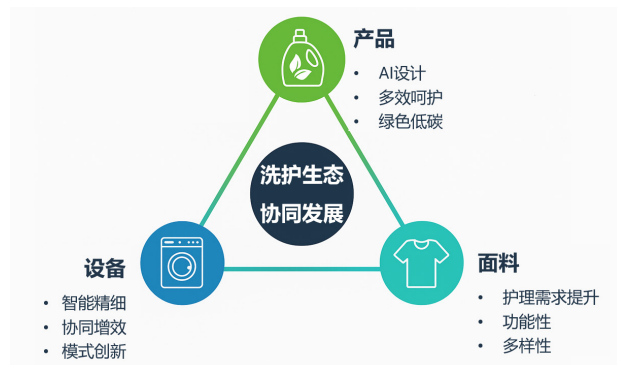 产品
• AI设计
• 多效呵护
• 绿色低碳
洗护生态
协同发展
设备
• 智能精细
• 协同增效
• 模式创新
面料
• 护理需求提升
• 功能性
• 多样性